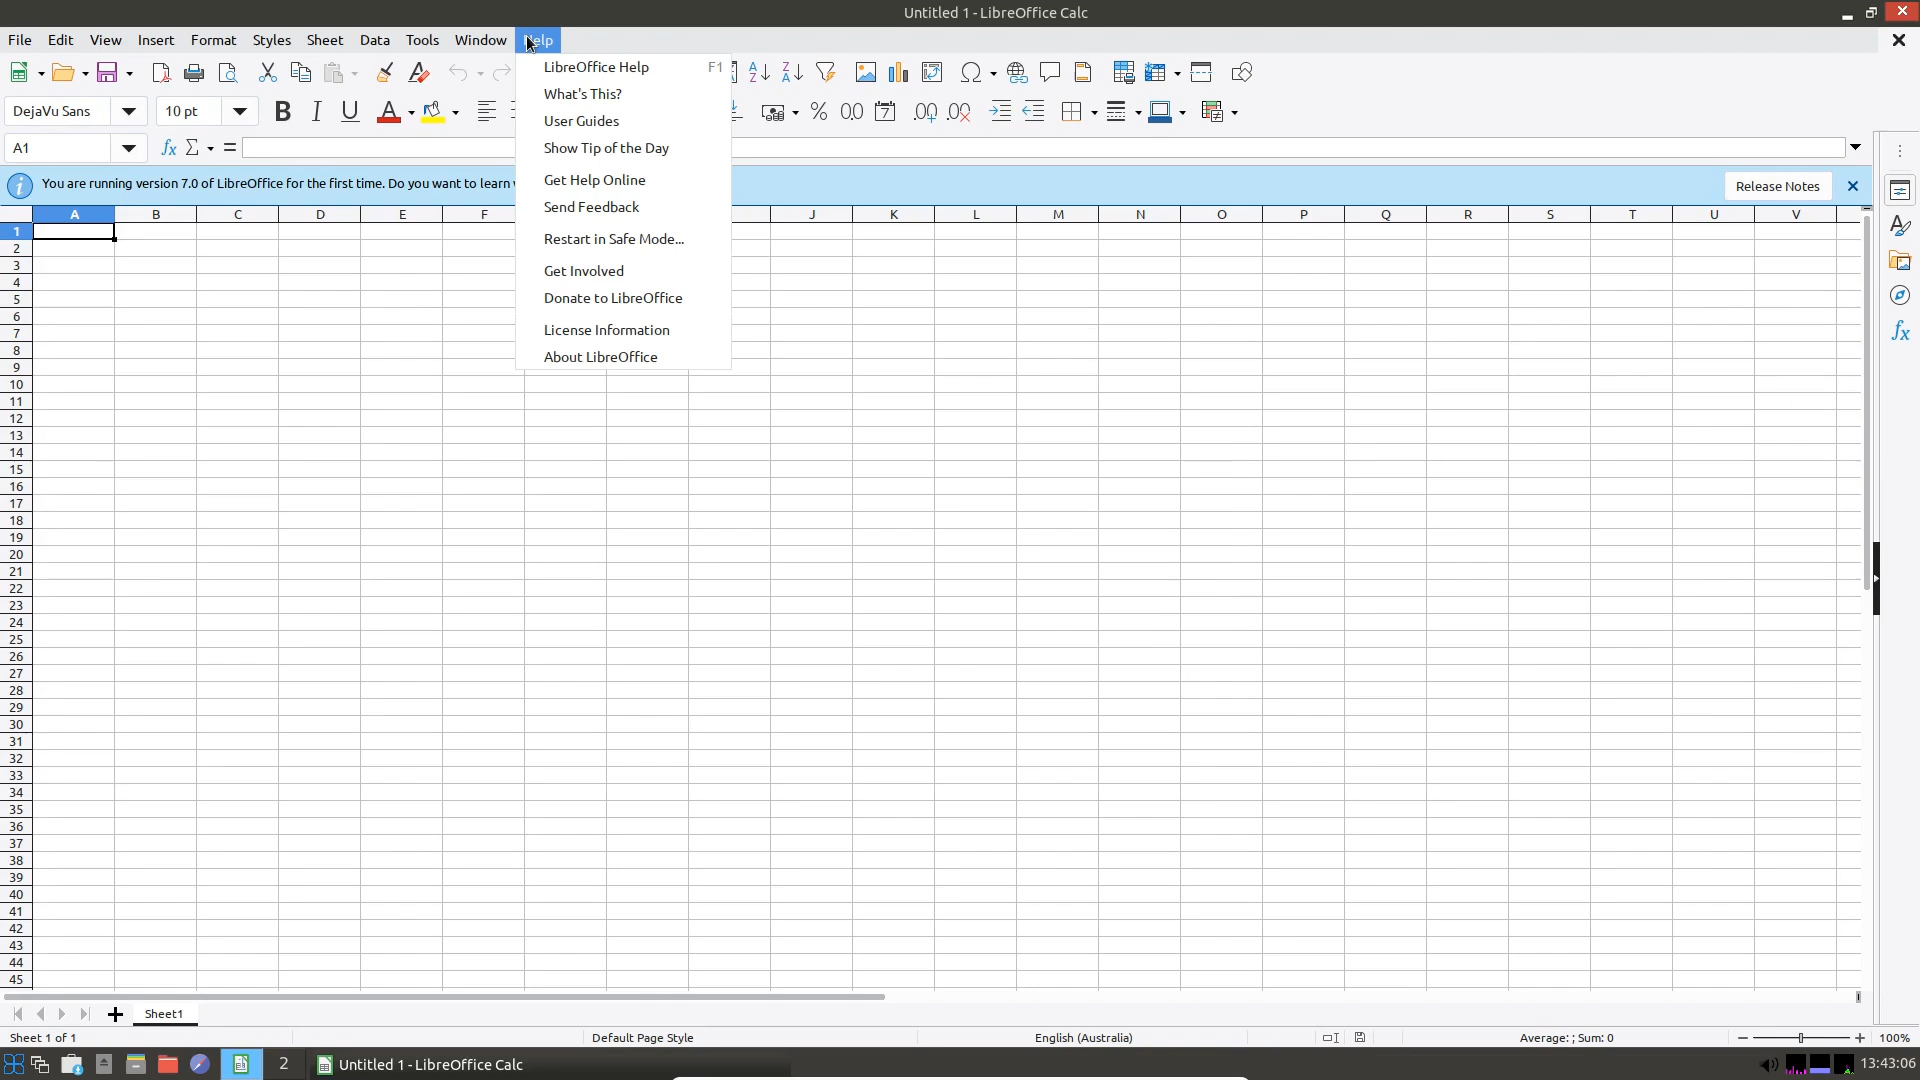 Untitled 1 - LibreOffice Calc
File Edit View Insert Format Styles Sheet Data Tools Window Help
LibreOffice Help F1
What's This?
User Guides
Show Tip of the Day
Get Help Online
Send Feedback
Restart in Safe Mode...
Get Involved
Donate to LibreOffice
License Information
About LibreOffice
DejaVu Sans 10 pt
A1
You are running version 7.0 of LibreOffice for the first time. Do you want to learn
Release Notes
A B C D E F J K L M N O P Q R S T U V
1
2
3
4
5
6
7
8
9
10
11
12
13
14
15
16
17
18
19
20
21
22
23
24
25
26
27
28
29
30
31
32
33
34
35
36
37
38
39
40
41
42
43
44
45
Sheet1
Sheet 1 of 1 Default Page Style English (Australia) Average: ; Sum: 0 100%
2 Untitled 1 - LibreOffice Calc 13:43:06